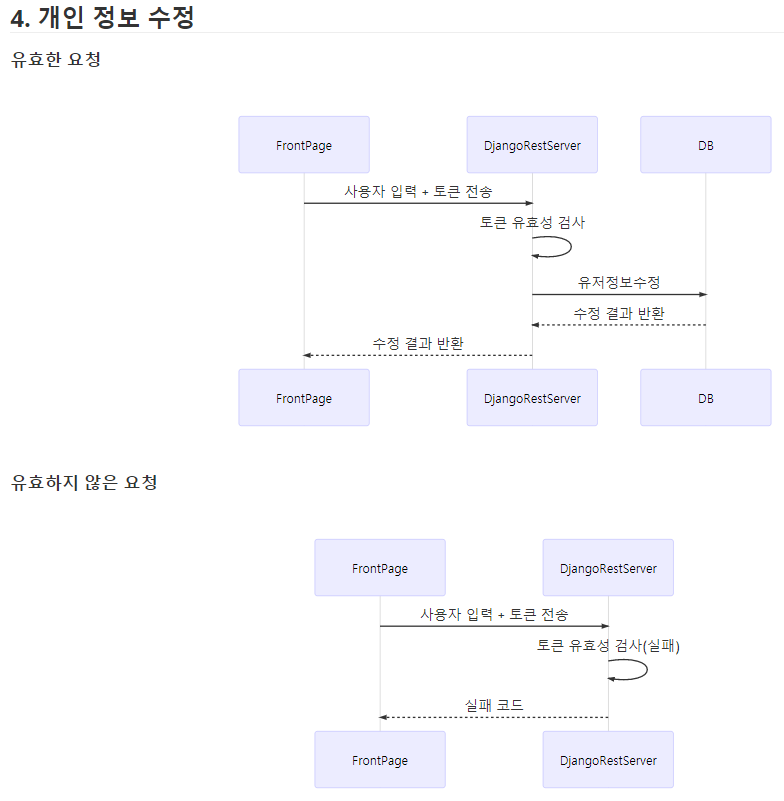 4. 개인 정보 수정
유효한 요청
FrontPage
DjangoRestServer
DB
사용자 입력 + 토큰 전송
토큰 유효성 검사
유저정보수정
수정 결과 반환
수정 결과 반환
FrontPage
DjangoRestServer
DB
유효하지 않은 요청
FrontPage
DjangoRestServer
사용자 입력 + 토큰 전송
토큰 유효성 검사(실패)
실패 코드
FrontPage
DjangoRestServer